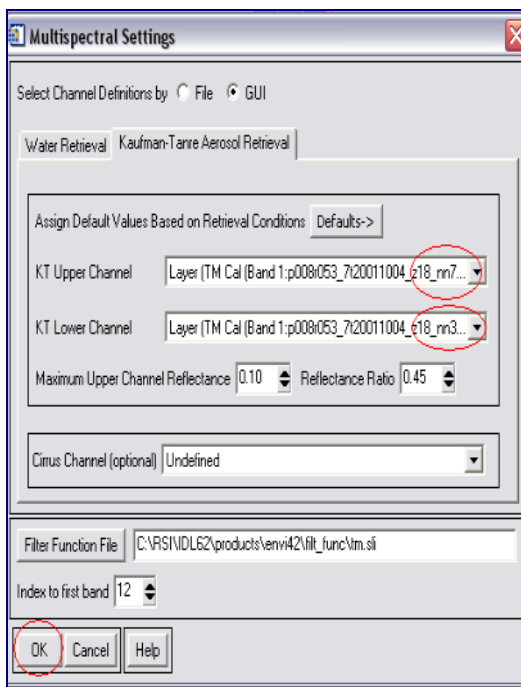 Multispectral Settings
Select Channel Definitions by File GUI
Water Retrieval Kaufman-Tanre Aerosol Retrieval
Assign Default Values Based on Retrieval Conditions Defaults->
KT Upper Channel Layer (TM Cal (Band 1:p008r053_7t20011004_z18_nn7...
KT Lower Channel Layer (TM Cal (Band 1:p008r053_7t20011004_z18_nn3...
Maximum Upper Channel Reflectance 0.10 Reflectance Ratio 0.45
Cirrus Channel (optional) Undefined
Filter Function File C:\RSI\IDL62\products\envi42\filt_func\tm.sli
Index to first band 12
OK Cancel Help